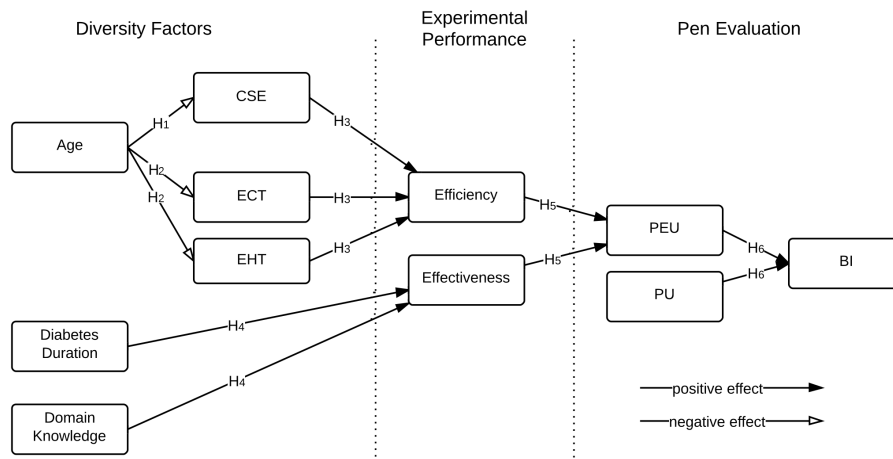 Diversity Factors
Experimental
Performance
Pen Evaluation
CSE
Age
ECT
EHT
Diabetes
Duration
Domain
Knowledge
H1
H2
H2
H3
H3
H3
H4
H4
Efficiency
Effectiveness
H5
H5
PEU
PU
H6
H6
BI
positive effect
negative effect